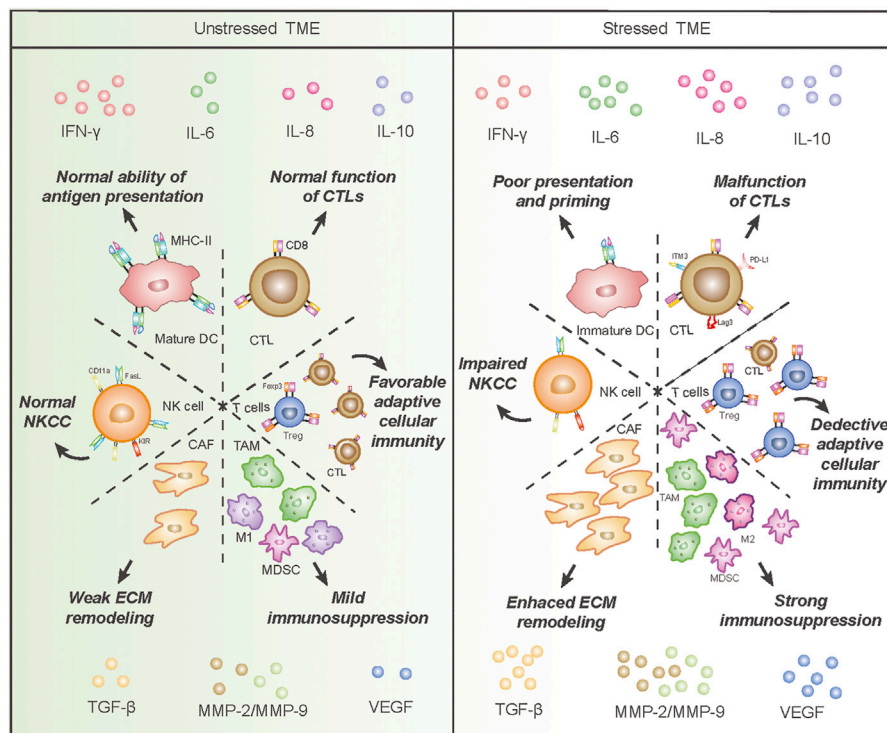 Unstressed TME
Stressed TME
IFN-γ
IL-6
IL-8
IL-10
IFN-γ
IL-6
IL-8
IL-10
Normal ability of
antigen presentation
Normal function
of CTLs
Poor presentation
and priming
Malfunction
of CTLs
MHC-II
CD8
ITM3
PD-L1
Lag3
Mature DC
CTL
Immature DC
CTL
CD11a
FasL
KIR
NK cell
T cells
Foxp3
Treg
CTL
Normal
NKCC
Favorable
adaptive
cellular
immunity
Impaired
NKCC
NK cell
T cells
CTL
Treg
Dedective
adaptive
cellular
immunity
CAF
TAM
M1
MDSC
CAF
TAM
M2
MDSC
Weak ECM
remodeling
Mild
immunosuppression
Enhaced ECM
remodeling
Strong
immunosuppression
TGF-β
MMP-2/MMP-9
VEGF
TGF-β
MMP-2/MMP-9
VEGF